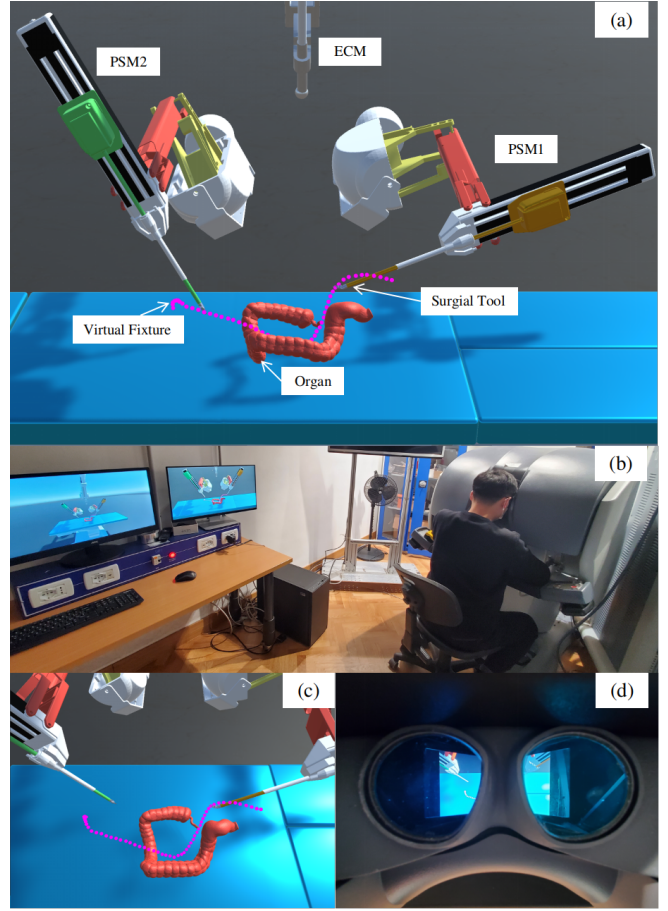 (a)
PSM2
ECM
PSM1
Surgial Tool
Virtual Fixture
Organ
(b)
(c)
(d)